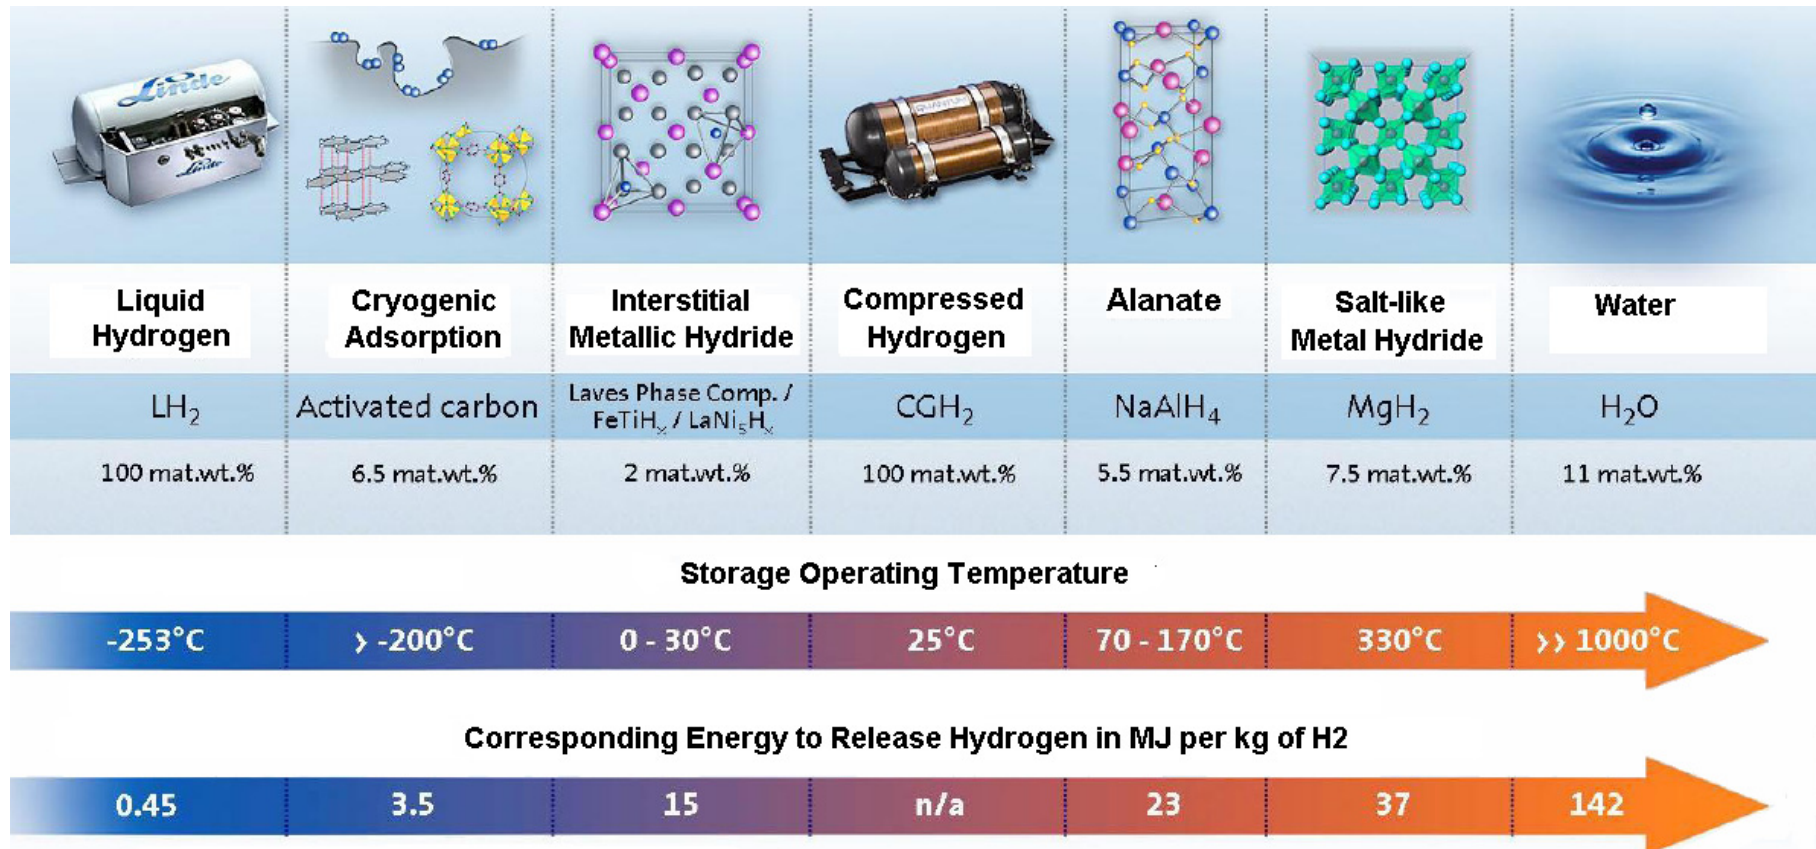 Linde
Linde
QUANTUM
Liquid
Hydrogen
Cryogenic
Adsorption
Interstitial
Metallic Hydride
Compressed
Hydrogen
Alanate
Salt-like
Metal Hydride
Water
LH₂
Activated carbon
Laves Phase Comp. /
FeTiHₓ / LaNi₅Hₓ
CGH₂
NaAlH₄
MgH₂
H₂O
100 mat.wt.%
6.5 mat.wt.%
2 mat.wt.%
100 mat.wt.%
5.5 mat.wt.%
7.5 mat.wt.%
11 mat.wt.%
Storage Operating Temperature
-253°C
> -200°C
0 - 30°C
25°C
70 - 170°C
330°C
>> 1000°C
Corresponding Energy to Release Hydrogen in MJ per kg of H2
0.45
3.5
15
n/a
23
37
142